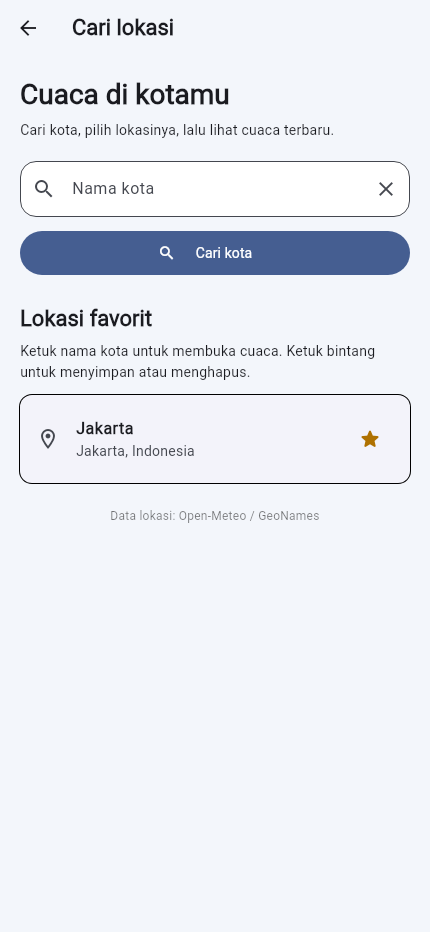 Cari lokasi
Cuaca di kotamu
Cari kota, pilih lokasinya, lalu lihat cuaca terbaru.
Nama kota
Cari kota
Lokasi favorit
Ketuk nama kota untuk membuka cuaca. Ketuk bintang
untuk menyimpan atau menghapus.
Jakarta
Jakarta, Indonesia
Data lokasi: Open-Meteo / GeoNames